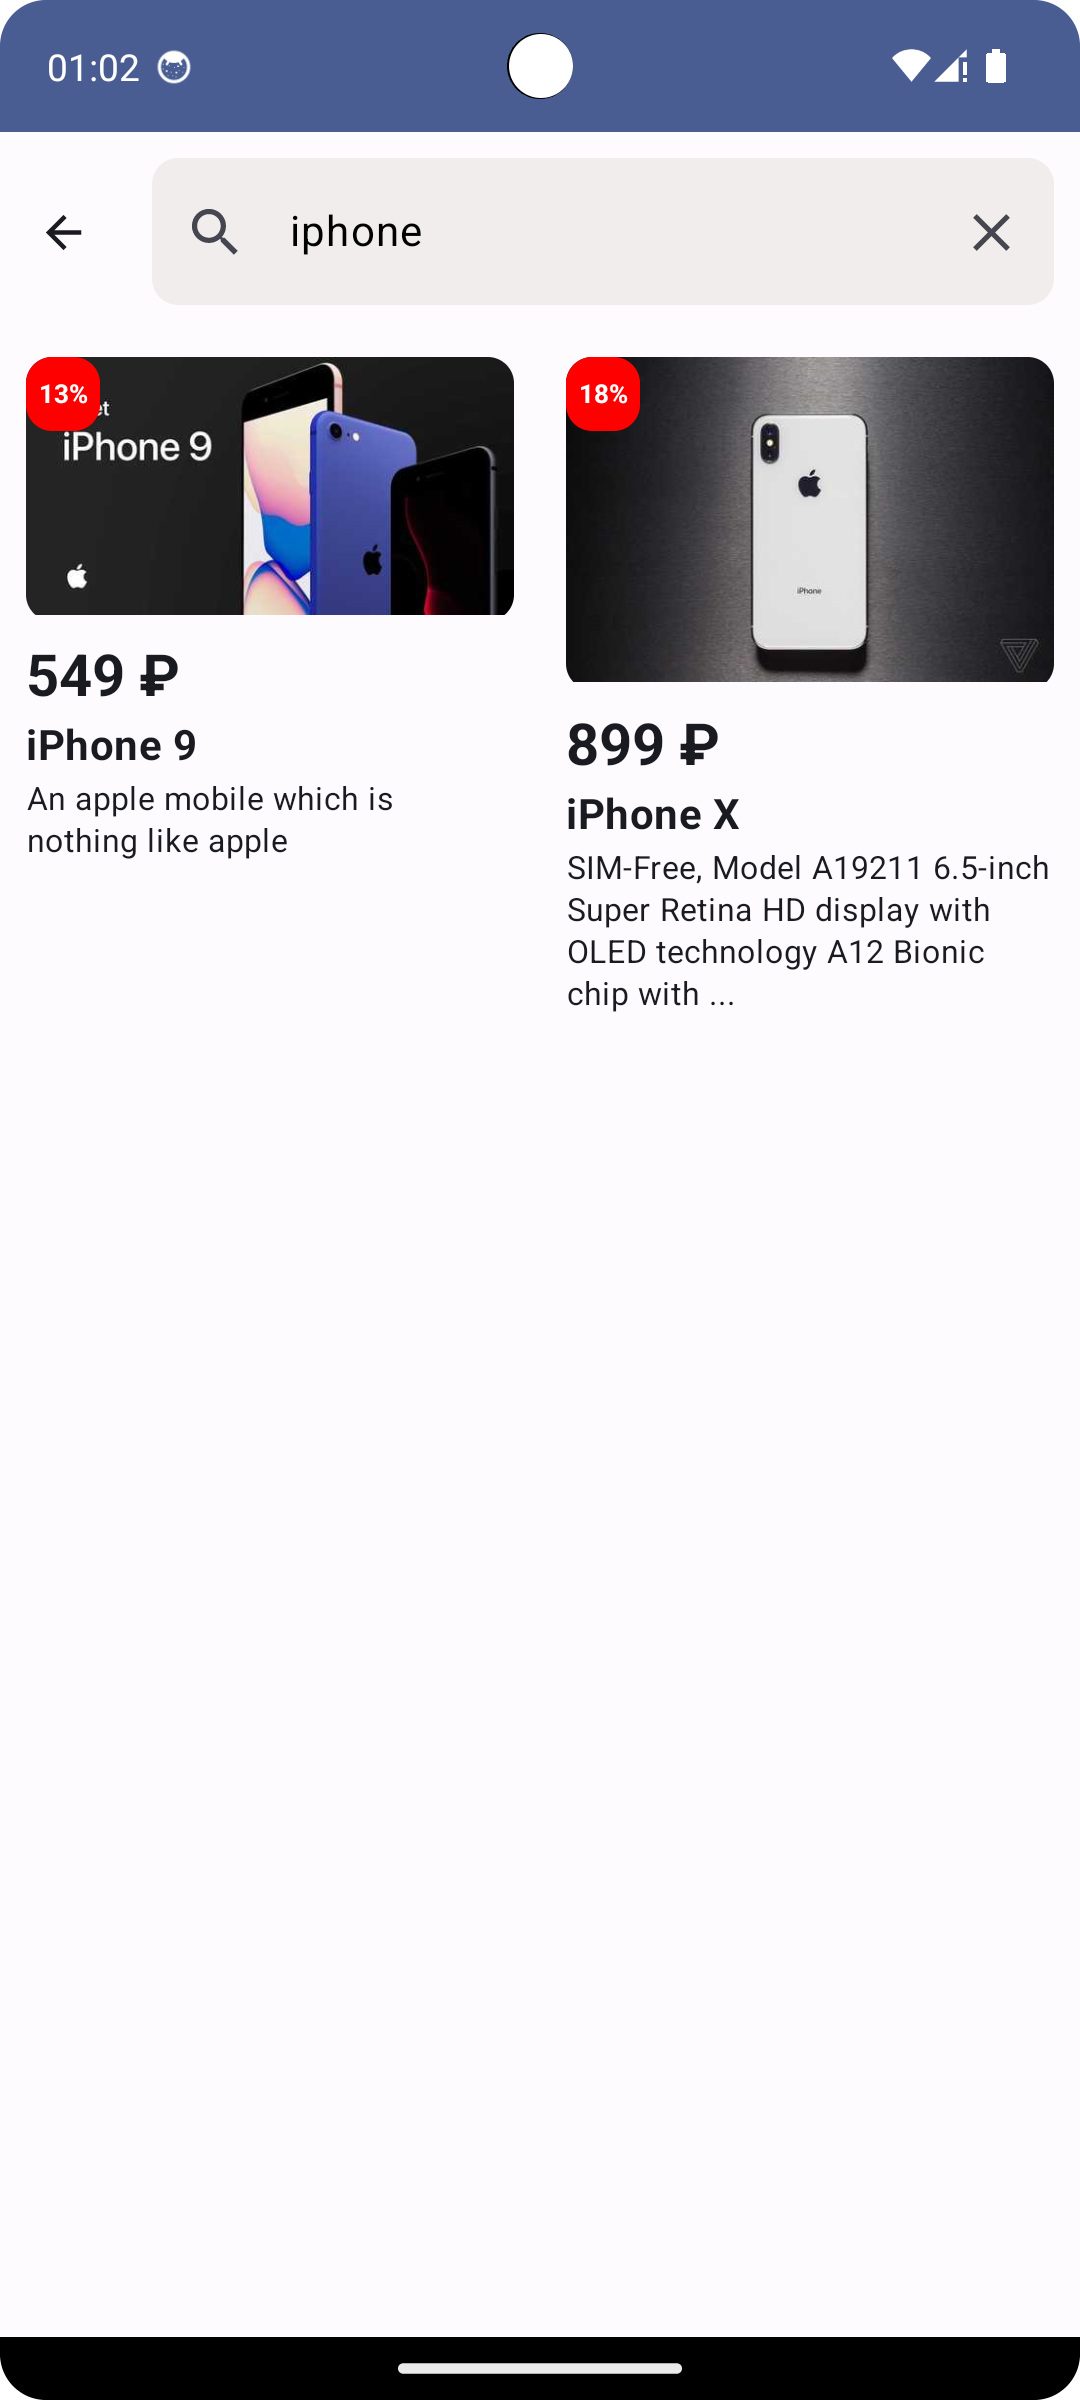 01:02
iphone
13%
et
iPhone 9
549 ₽
iPhone 9
An apple mobile which is
nothing like apple
18%
iPhone
899 ₽
iPhone X
SIM-Free, Model A19211 6.5-inch
Super Retina HD display with
OLED technology A12 Bionic
chip with ...